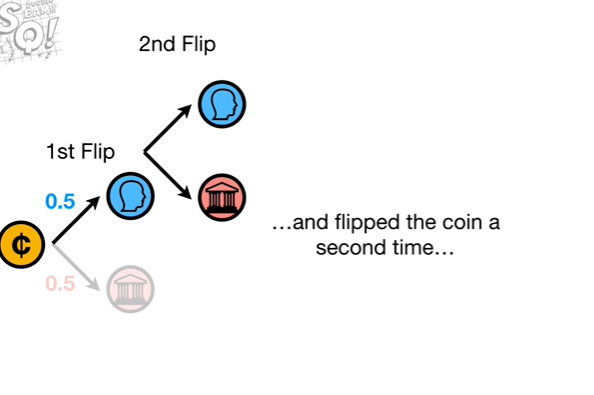 2nd Flip
1st Flip
0.5
...and flipped the coin a
second time...
0.5